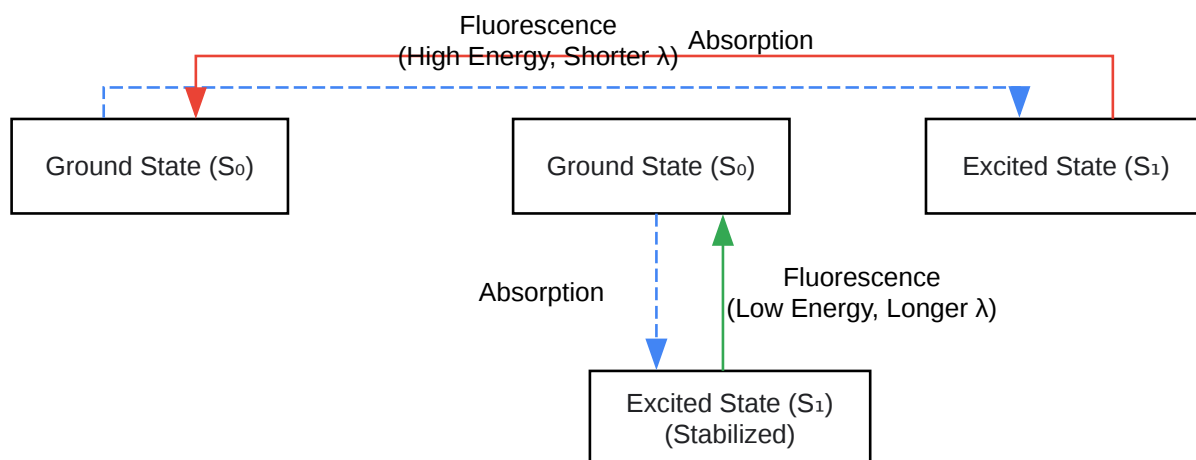 Fluorescence
(High Energy, Shorter λ)
Absorption
Ground State (S₀)
Ground State (S₀)
Excited State (S₁)
Absorption
Fluorescence
(Low Energy, Longer λ)
Excited State (S₁)
(Stabilized)